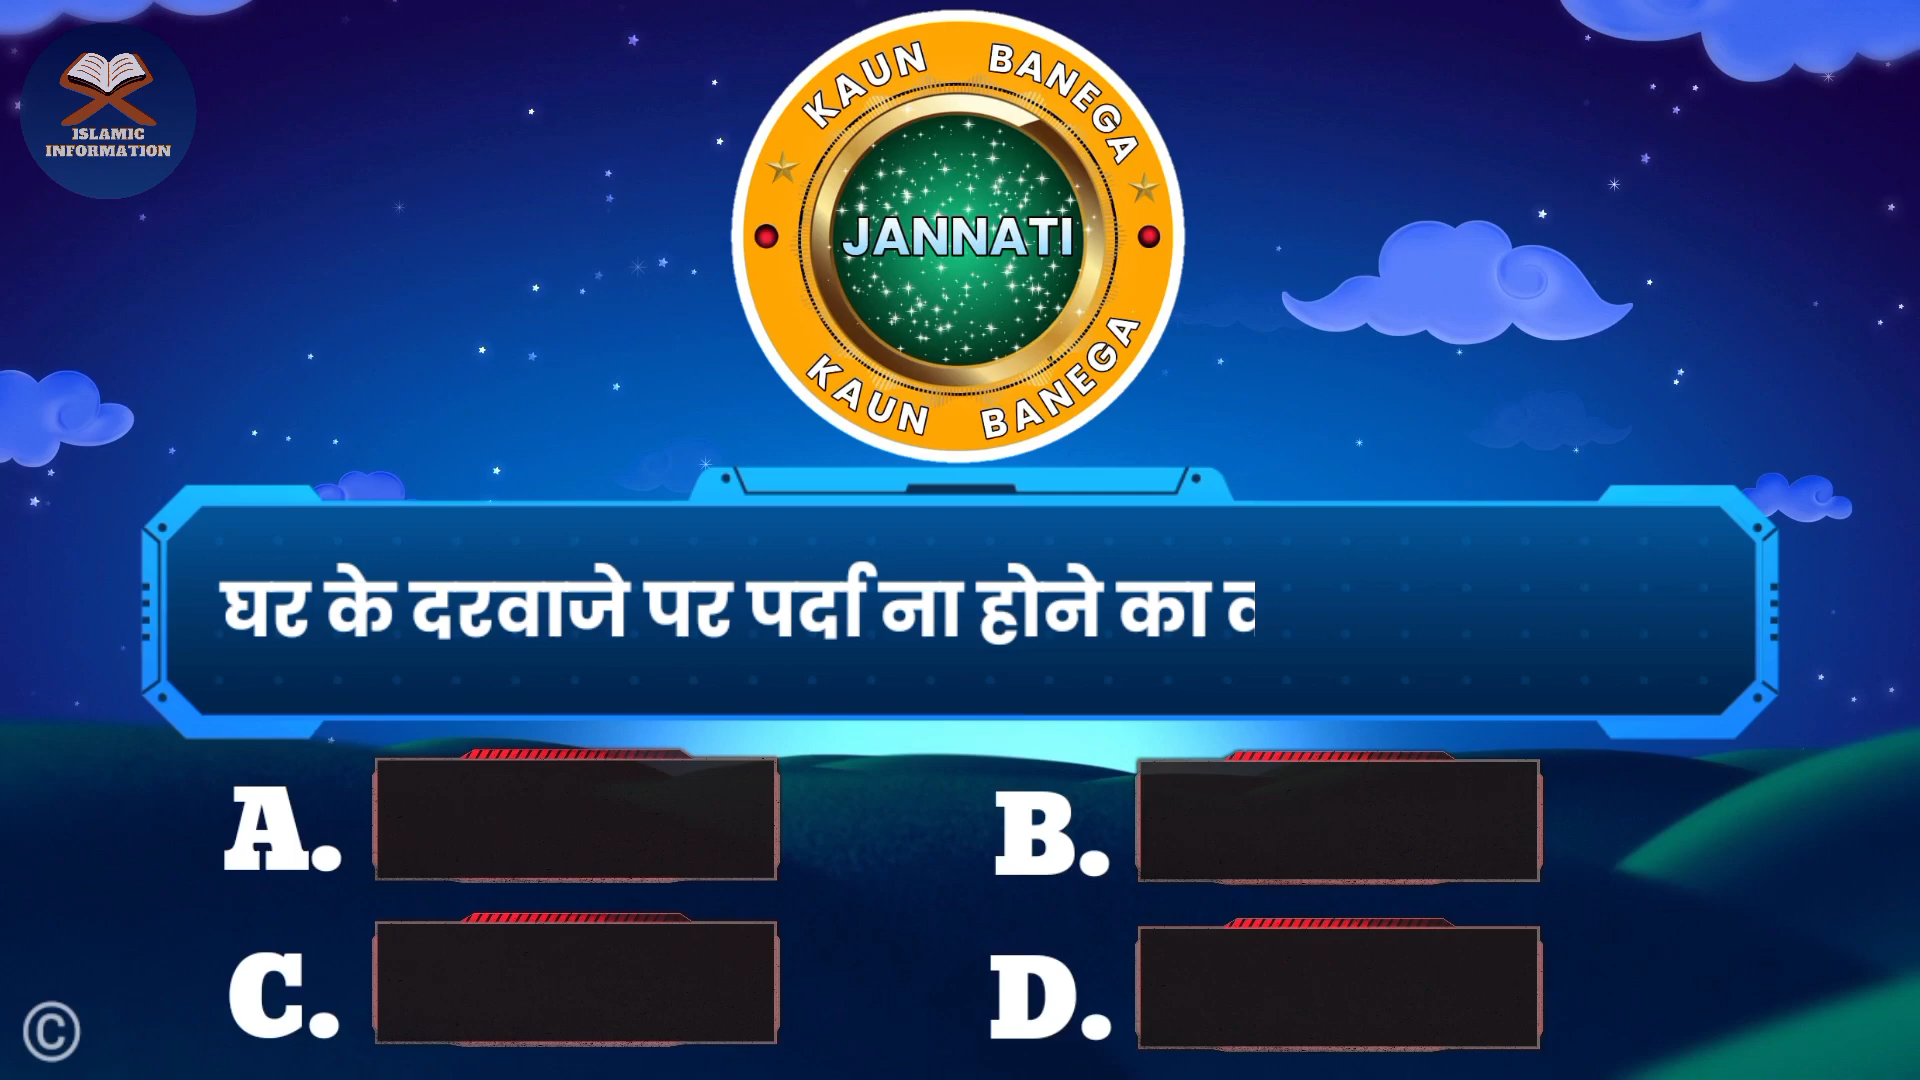 ISLAMIC
INFORMATION
KAUN BANEGA
JANNATI
KAUN BANEGA
घर के दरवाजे पर पर्दा ना होने का
A.
B.
C.
D.
©